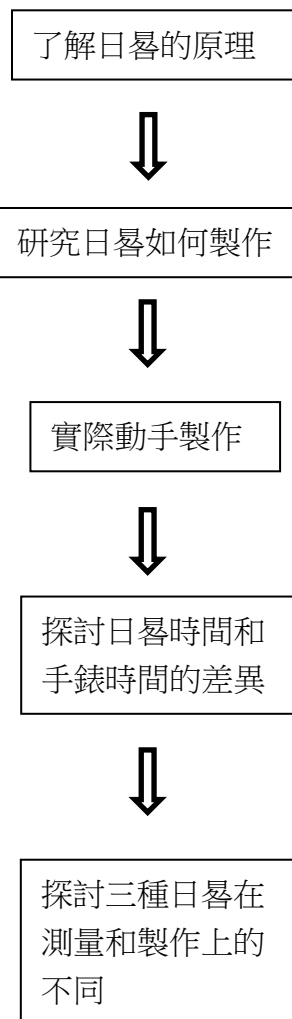 了解日晷的原理
研究日晷如何製作
實際動手製作
探討日晷時間和
手錶時間的差異
探討三種日晷在
測量和製作上的
不同